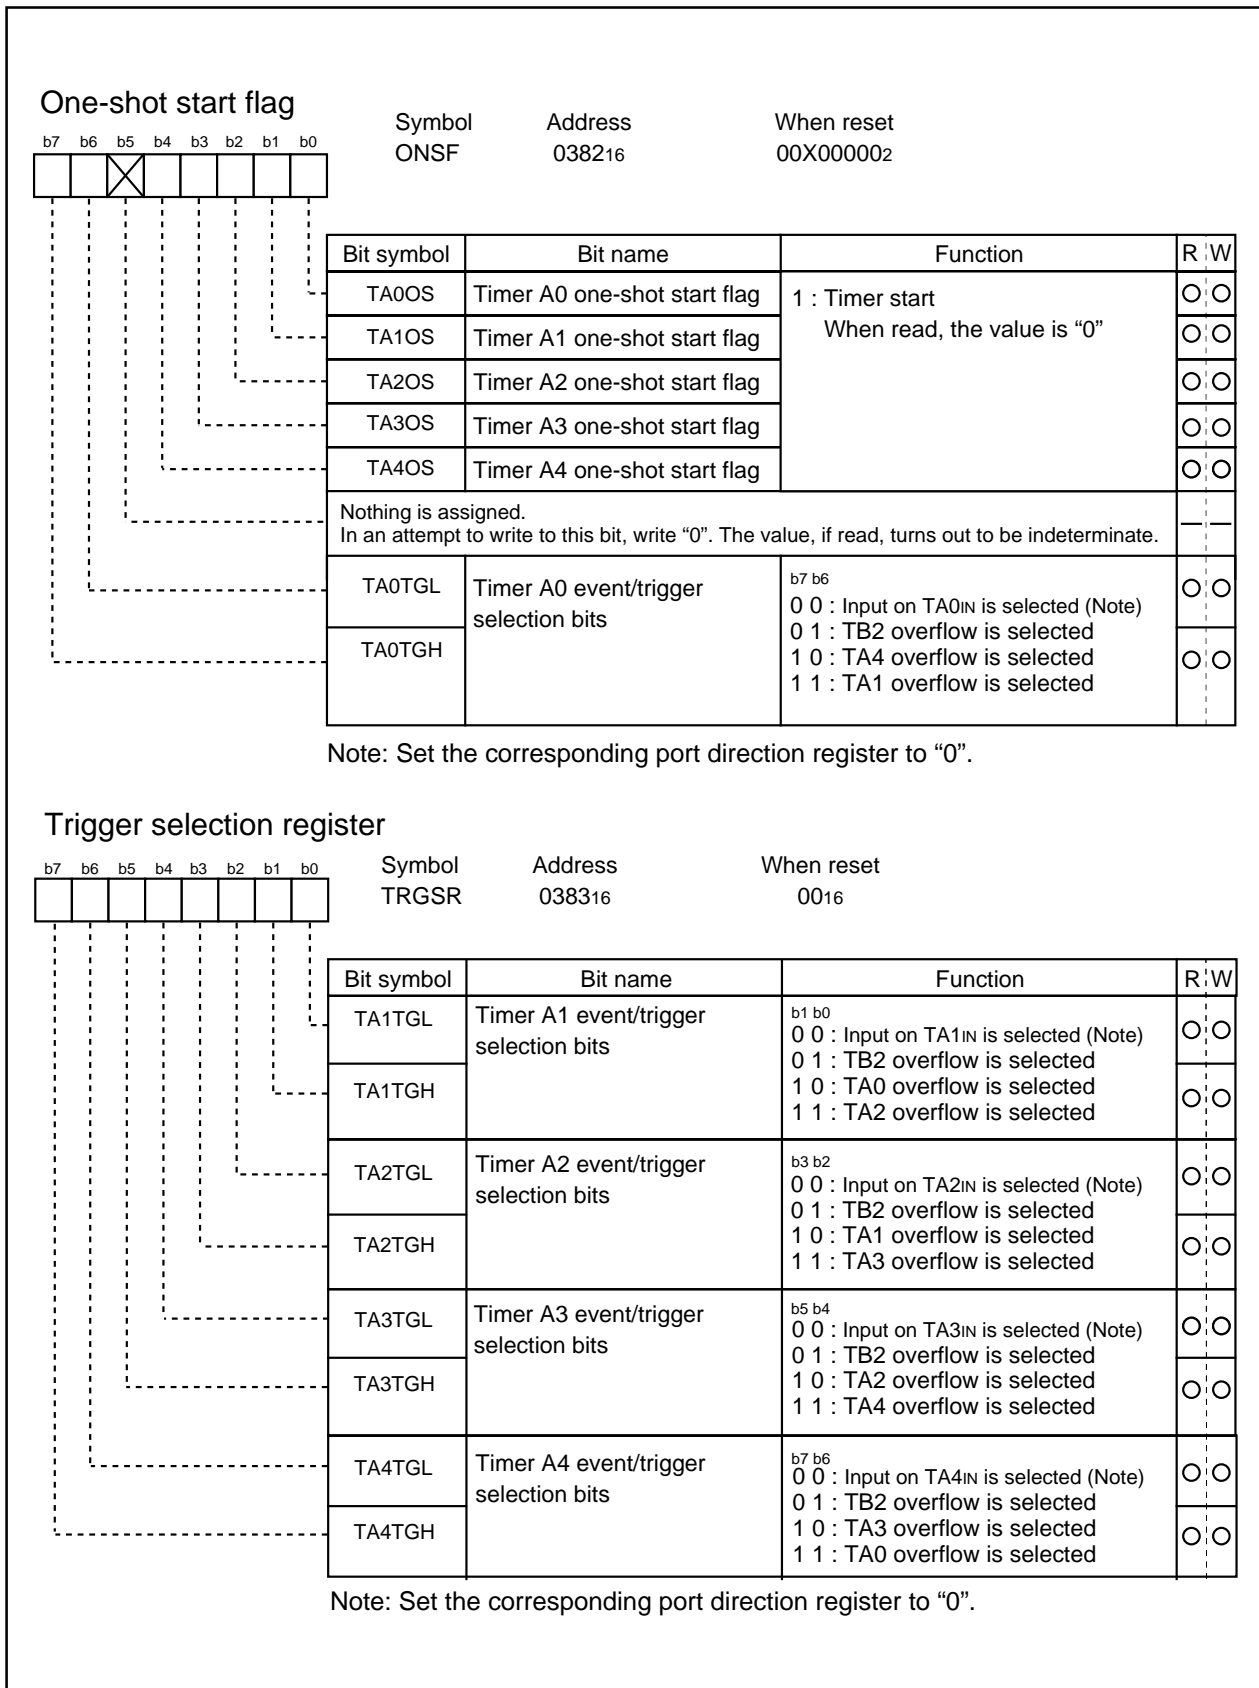 One-shot start flag
Symbol Address When reset
ONSF 038216 00X000002
b7 b6 b5 b4 b3 b2 b1 b0
Bit symbol Bit name Function R W
TA0OS Timer A0 one-shot start flag 1 : Timer start
When read, the value is “0”
TA1OS Timer A1 one-shot start flag
TA2OS Timer A2 one-shot start flag
TA3OS Timer A3 one-shot start flag
TA4OS Timer A4 one-shot start flag
Nothing is assigned.
In an attempt to write to this bit, write “0”. The value, if read, turns out to be indeterminate.
TA0TGL Timer A0 event/trigger
selection bits
TA0TGH
b7 b6
0 0 : Input on TA0IN is selected (Note)
0 1 : TB2 overflow is selected
1 0 : TA4 overflow is selected
1 1 : TA1 overflow is selected
Note: Set the corresponding port direction register to “0”.
Trigger selection register
Symbol Address When reset
TRGSR 038316 0016
b7 b6 b5 b4 b3 b2 b1 b0
Bit symbol Bit name Function R W
TA1TGL Timer A1 event/trigger
selection bits
TA1TGH
b1 b0
0 0 : Input on TA1IN is selected (Note)
0 1 : TB2 overflow is selected
1 0 : TA0 overflow is selected
1 1 : TA2 overflow is selected
TA2TGL Timer A2 event/trigger
selection bits
TA2TGH
b3 b2
0 0 : Input on TA2IN is selected (Note)
0 1 : TB2 overflow is selected
1 0 : TA1 overflow is selected
1 1 : TA3 overflow is selected
TA3TGL Timer A3 event/trigger
selection bits
TA3TGH
b5 b4
0 0 : Input on TA3IN is selected (Note)
0 1 : TB2 overflow is selected
1 0 : TA2 overflow is selected
1 1 : TA4 overflow is selected
TA4TGL Timer A4 event/trigger
selection bits
TA4TGH
b7 b6
0 0 : Input on TA4IN is selected (Note)
0 1 : TB2 overflow is selected
1 0 : TA3 overflow is selected
1 1 : TA0 overflow is selected
Note: Set the corresponding port direction register to “0”.